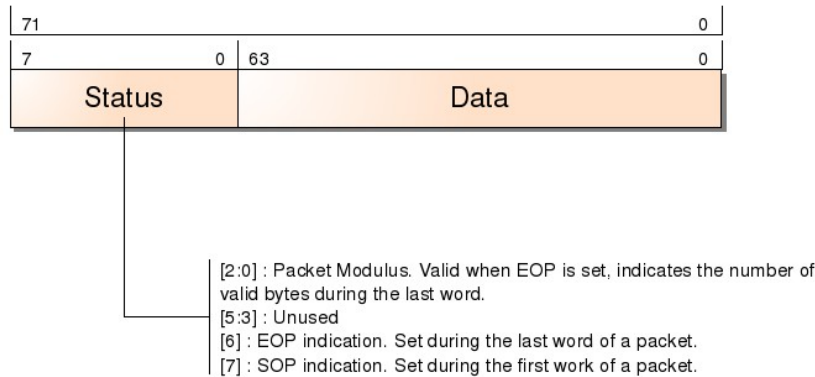 71 0
7 0 63 0
Status Data
[2:0] : Packet Modulus. Valid when EOP is set, indicates the number of
valid bytes during the last word.
[5:3] : Unused
[6] : EOP indication. Set during the last word of a packet.
[7] : SOP indication. Set during the first work of a packet.